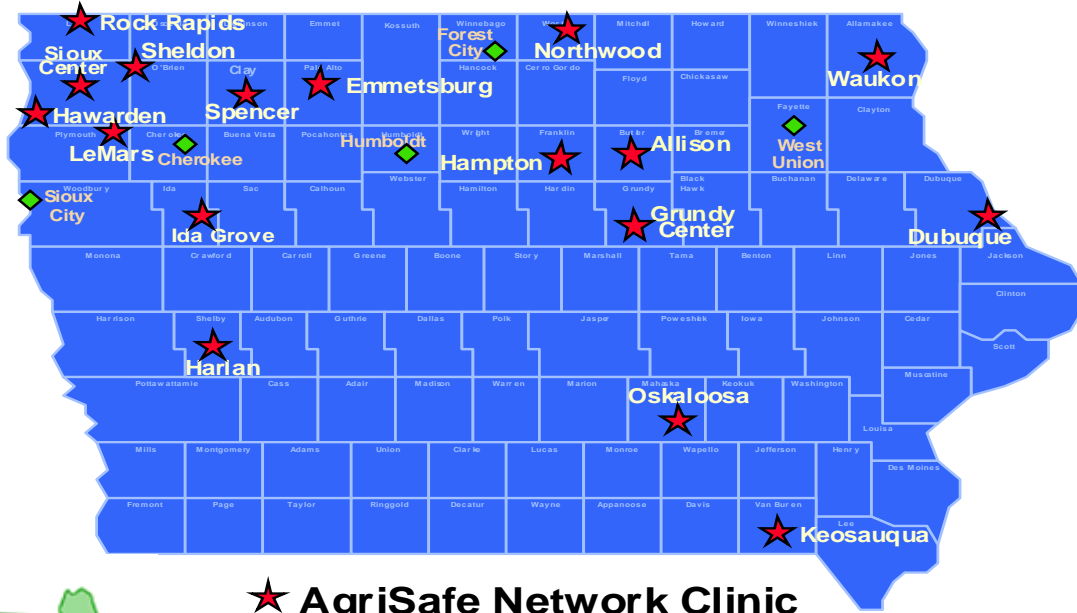 Emmet
Kossuth
Winnebago
Mitchell
Howard
Winneshiek
Allamakee
Rock Rapids
Forest
City
Northwood
Sioux
Center
Sheldon
O'Brien
Clay
Palo Alto
Hancock
Cerro Gordo
Floyd
Chickasaw
Waukon
Emmetsburg
Spencer
Hawarden
Fayette
Clayton
Plymouth
Cherokee
Buena Vista
Pocahontas
Humboldt
Wright
Franklin
Butler
Bremer
LeMars
Cherokee
Humboldt
Hampton
Allison
West
Union
Webster
Woodbury
Ida
Sac
Calhoun
Hamilton
Hardin
Grundy
Black
Hawk
Buchanan
Delaware
Dubuque
Sioux
City
Ida Grove
Grundy
Center
Dubuque
Monona
Crawford
Carroll
Greene
Boone
Story
Marshall
Tama
Benton
Linn
Jones
Jackson
Clinton
Harrison
Shelby
Audubon
Guthrie
Dallas
Polk
Jasper
Poweshiek
Iowa
Johnson
Cedar
Scott
Harlan
Muscatine
Pottawattamie
Cass
Adair
Madison
Warren
Marion
Mahaska
Keokuk
Washington
Oskaloosa
Louisa
Mills
Montgomery
Adams
Union
Clarke
Lucas
Monroe
Wapello
Jefferson
Henry
Des Moines
Fremont
Page
Taylor
Ringgold
Decatur
Wayne
Appanoose
Davis
Van Buren
Lee
Keosauqua
AgriSafe Network Clinic